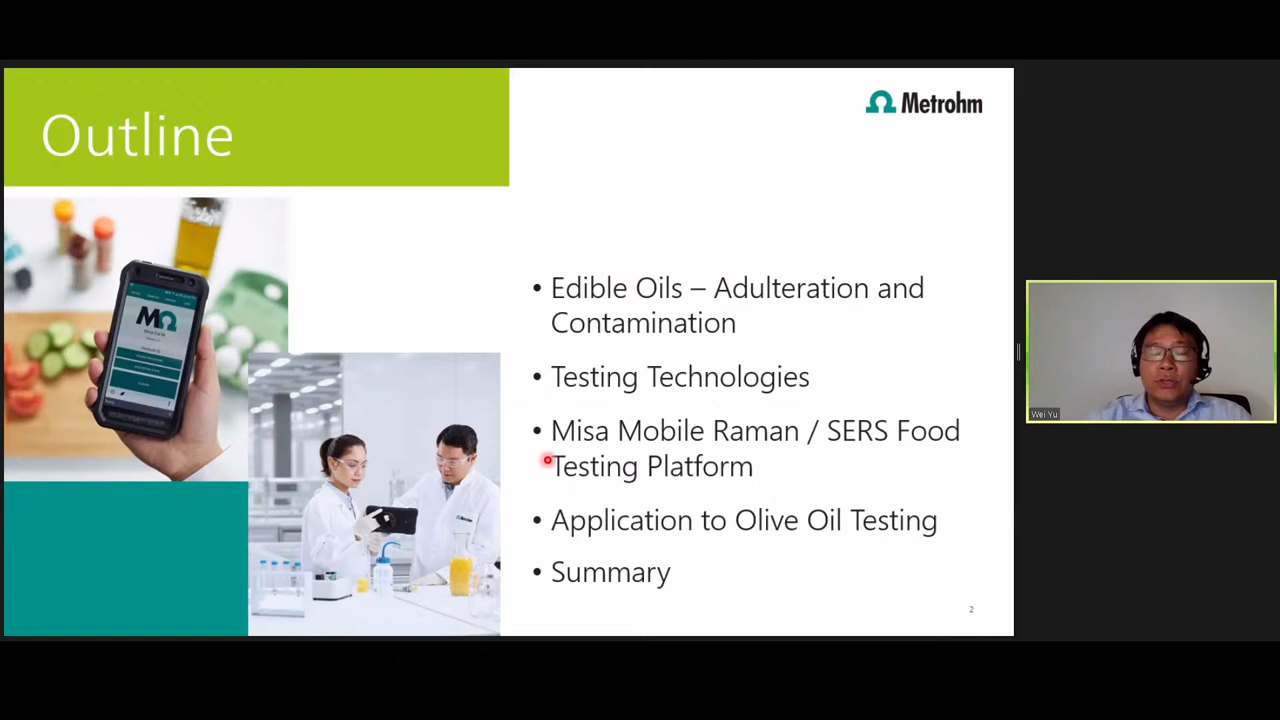 Outline
Metrohm
• Edible Oils – Adulteration and
Contamination
• Testing Technologies
• Misa Mobile Raman / SERS Food
Testing Platform
• Application to Olive Oil Testing
• Summary
2
Wei Yu